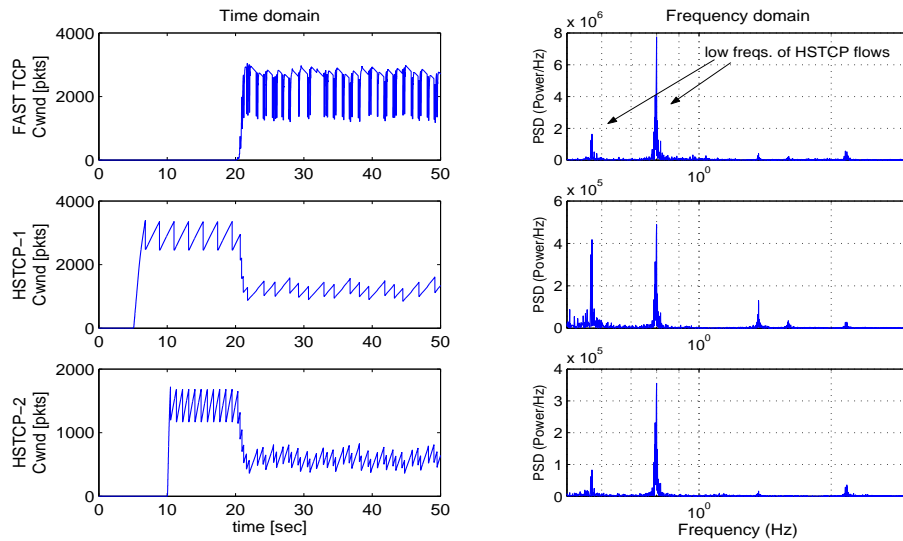 Time domain
Frequency domain
FAST TCP
Cwnd [pkts]
4000
2000
0
0 10 20 30 40 50
x 10^6
8
6
4
2
0
PSD (Power/Hz)
low freqs. of HSTCP flows
10^0
HSTCP-1
Cwnd [pkts]
4000
2000
0
0 10 20 30 40 50
x 10^5
6
4
2
0
PSD (Power/Hz)
10^0
HSTCP-2
Cwnd [pkts]
2000
1000
0
0 10 20 30 40 50
time [sec]
x 10^5
4
3
2
1
0
PSD (Power/Hz)
10^0
Frequency (Hz)